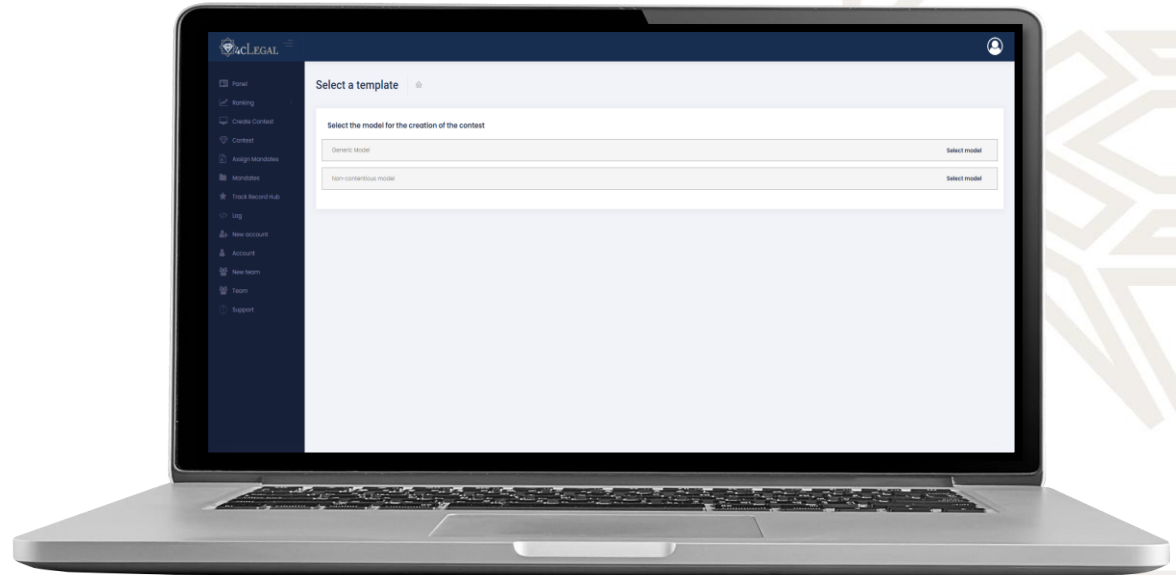 4cLegal
Panel
Ranking
Create Contest
Contest
Assign Mandates
Mandates
Track Record Hub
Log
New account
Account
New team
Team
Support
Select a template
Select the model for the creation of the contest
Generic Model Select model
Non-contentious model Select model